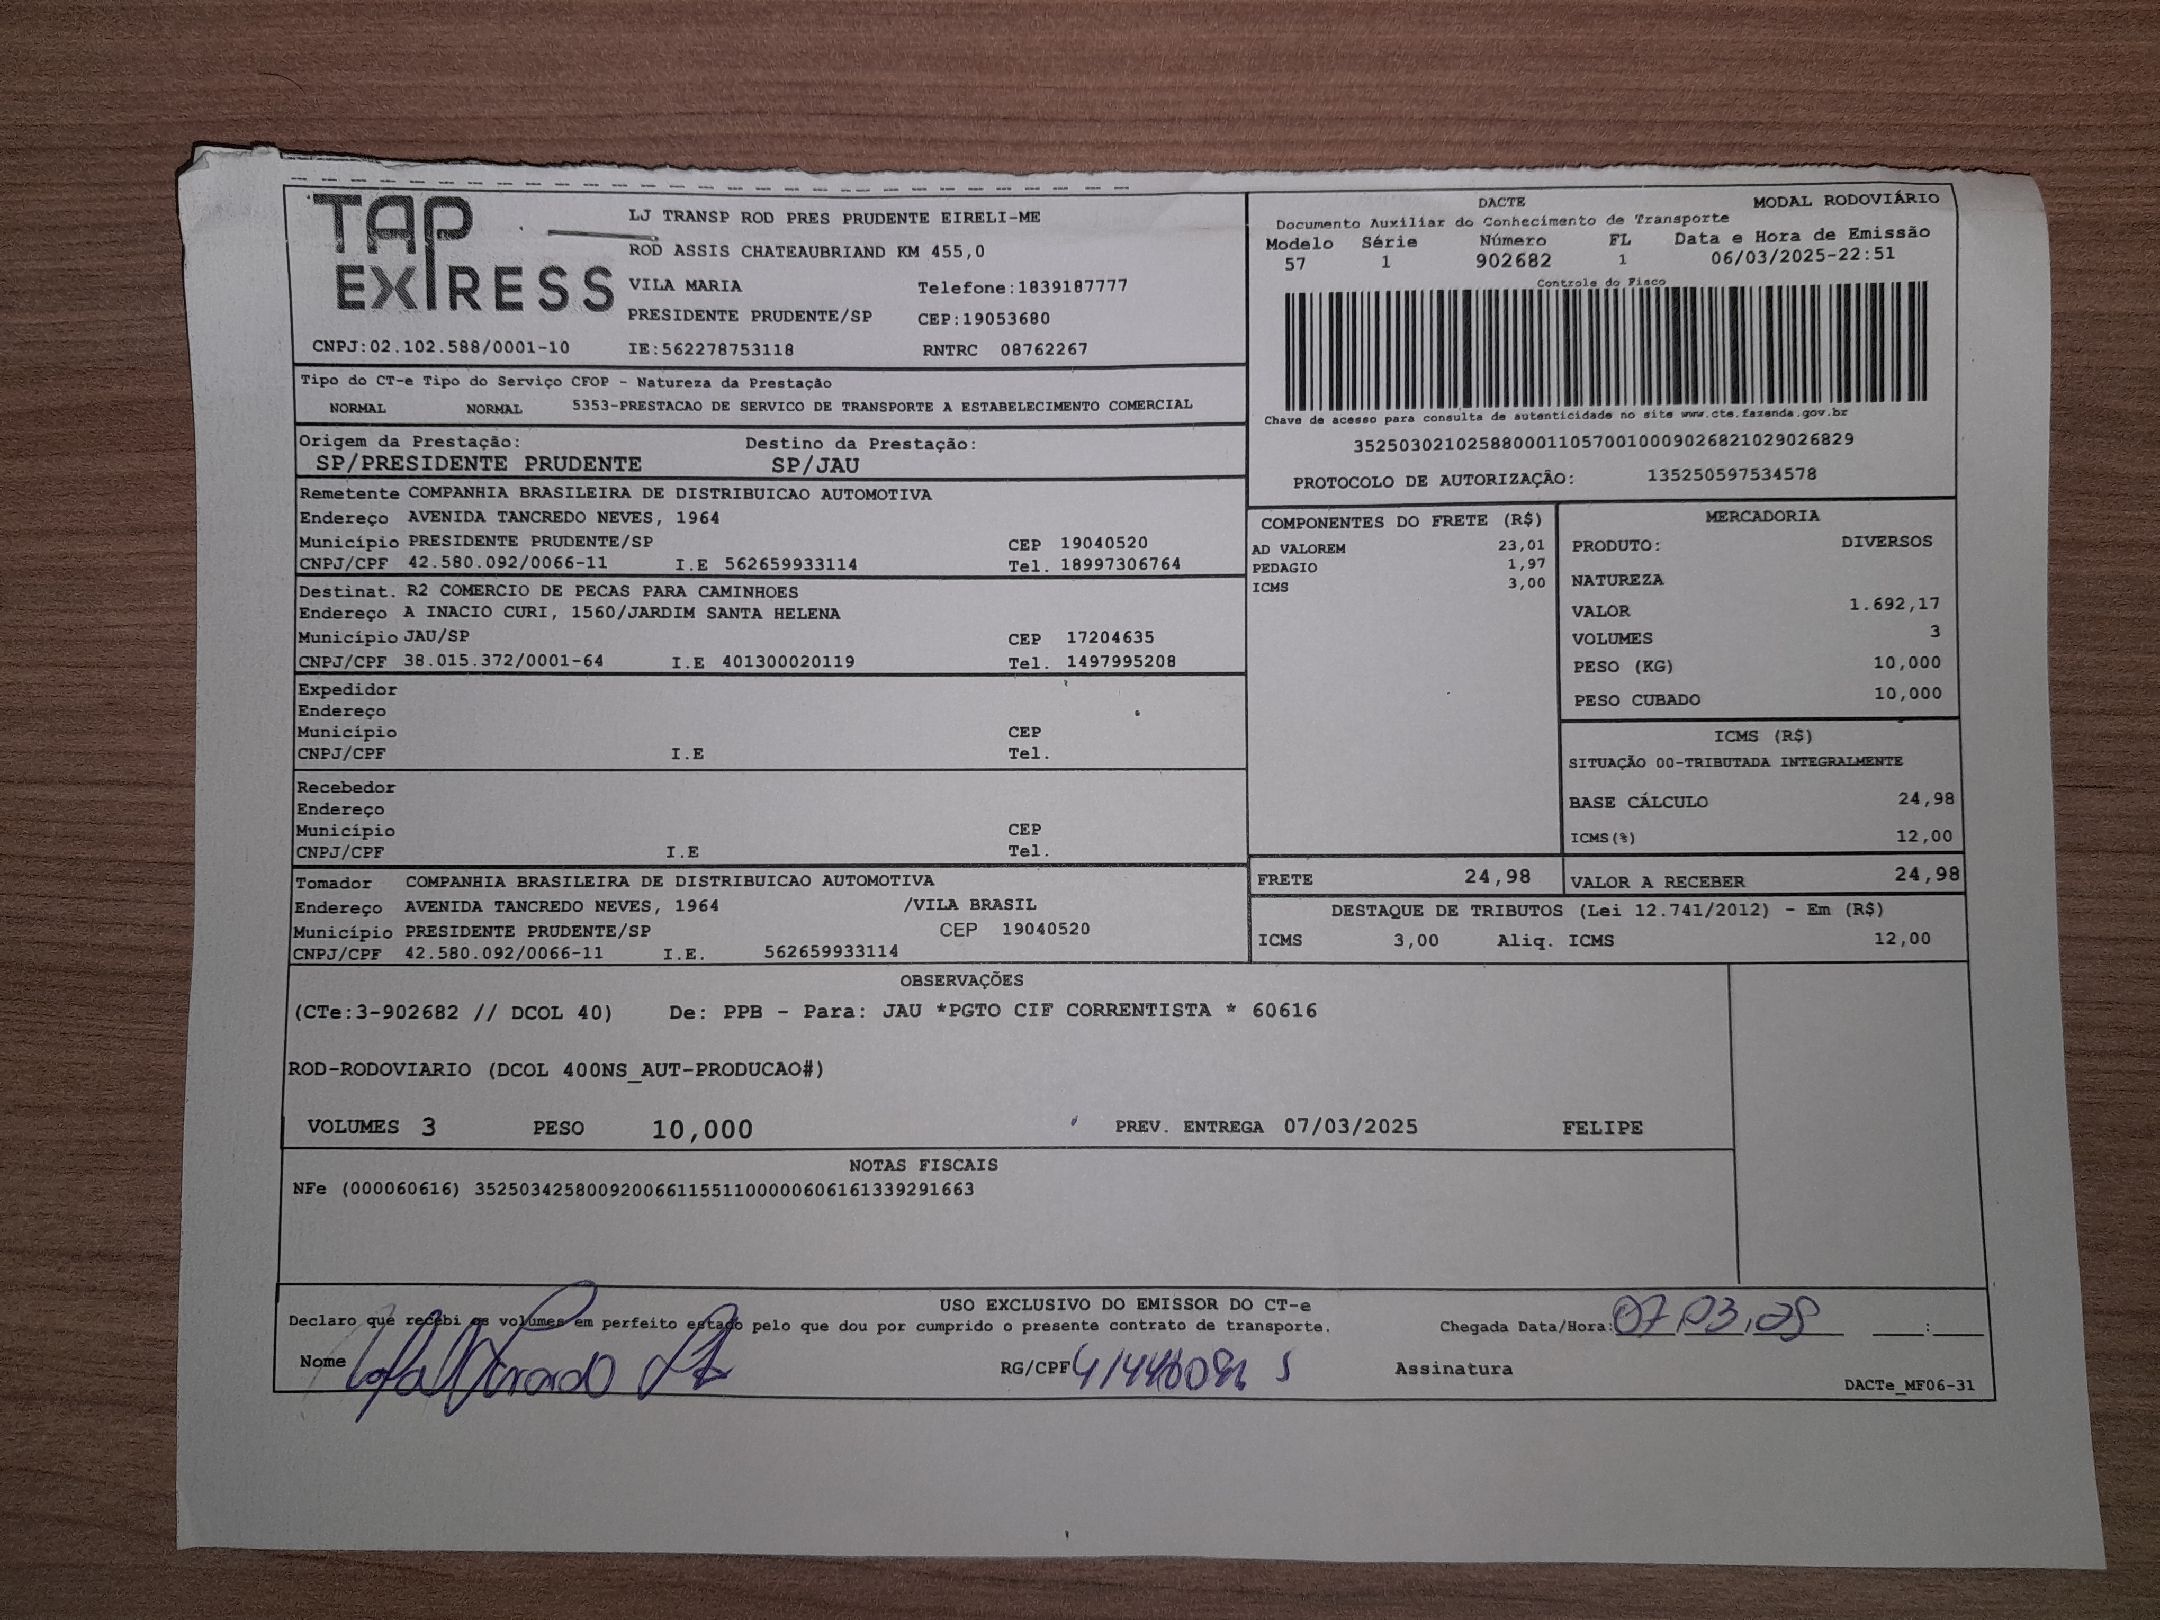 TAP EXPRESS
LJ TRANSP ROD PRES PRUDENTE EIRELI-ME
ROD ASSIS CHATEAUBRIAND KM 455,0
VILA MARIA Telefone:1839187777
PRESIDENTE PRUDENTE/SP CEP:19053680
CNPJ:02.102.588/0001-10 IE:562278753118 RNTRC 08762267
DACTE MODAL RODOVIÁRIO
Documento Auxiliar do Conhecimento de Transporte
Modelo Série Número FL Data e Hora de Emissão
57 1 902682 1 06/03/2025-22:51
Controle do Fisco
Chave de acesso para consulta de autenticidade no site www.cte.fazenda.gov.br
35250302102588000110570010009026821029026829
PROTOCOLO DE AUTORIZAÇÃO: 135250597534578
Tipo do CT-e Tipo do Serviço CFOP - Natureza da Prestação
NORMAL NORMAL 5353-PRESTACAO DE SERVICO DE TRANSPORTE A ESTABELECIMENTO COMERCIAL
Origem da Prestação: Destino da Prestação:
SP/PRESIDENTE PRUDENTE SP/JAU
Remetente COMPANHIA BRASILEIRA DE DISTRIBUICAO AUTOMOTIVA
Endereço AVENIDA TANCREDO NEVES, 1964
Município PRESIDENTE PRUDENTE/SP CEP 19040520
CNPJ/CPF 42.580.092/0066-11 I.E 562659933114 Tel. 18997306764
Destinat. R2 COMERCIO DE PECAS PARA CAMINHOES
Endereço A INACIO CURI, 1560/JARDIM SANTA HELENA
Município JAU/SP CEP 17204635
CNPJ/CPF 38.015.372/0001-64 I.E 401300020119 Tel. 1497995208
Expedidor
Endereço
Município CEP
CNPJ/CPF I.E Tel.
Recebedor
Endereço
Município CEP
CNPJ/CPF I.E Tel.
Tomador COMPANHIA BRASILEIRA DE DISTRIBUICAO AUTOMOTIVA
Endereço AVENIDA TANCREDO NEVES, 1964 /VILA BRASIL
Município PRESIDENTE PRUDENTE/SP CEP 19040520
CNPJ/CPF 42.580.092/0066-11 I.E. 562659933114
COMPONENTES DO FRETE (R$)
AD VALOREM 23,01
PEDAGIO 1,97
ICMS 3,00
MERCADORIA
PRODUTO: DIVERSOS
NATUREZA
VALOR 1.692,17
VOLUMES 3
PESO (KG) 10,000
PESO CUBADO 10,000
ICMS (R$)
SITUAÇÃO 00-TRIBUTADA INTEGRALMENTE
BASE CÁLCULO 24,98
ICMS(%) 12,00
FRETE 24,98 VALOR A RECEBER 24,98
DESTAQUE DE TRIBUTOS (Lei 12.741/2012) - Em (R$)
ICMS 3,00 Aliq. ICMS 12,00
OBSERVAÇÕES
(CTe:3-902682 // DCOL 40) De: PPB - Para: JAU *PGTO CIF CORRENTISTA * 60616
ROD-RODOVIARIO (DCOL 400NS_AUT-PRODUCAO#)
VOLUMES 3 PESO 10,000 PREV. ENTREGA 07/03/2025 FELIPE
NOTAS FISCAIS
NFe (000060616) 35250342580092006611551100000606161339291663
USO EXCLUSIVO DO EMISSOR DO CT-e
Declaro que recebi os volumes em perfeito estado pelo que dou por cumprido o presente contrato de transporte. Chegada Data/Hora: 07,03,25 :
Nome RG/CPF Assinatura
DACTe_MF06-31